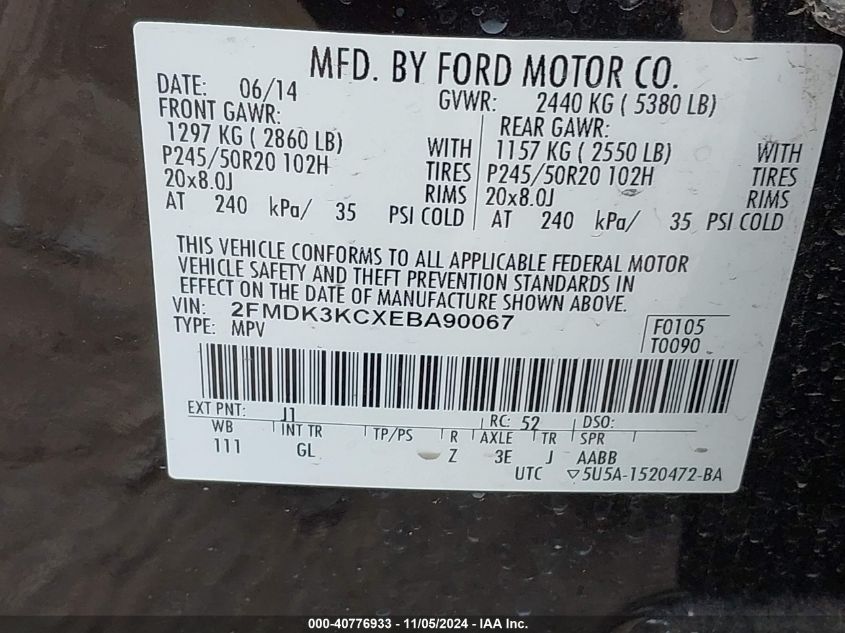 MFD. BY FORD MOTOR CO.
DATE: 06/14 GVWR: 2440 KG ( 5380 LB)
FRONT GAWR: REAR GAWR:
1297 KG ( 2860 LB) WITH 1157 KG ( 2550 LB) WITH
P245/50R20 102H TIRES P245/50R20 102H TIRES
20x8.0J RIMS 20x8.0J RIMS
AT 240 kPa/ 35 PSI COLD AT 240 kPa/ 35 PSI COLD
THIS VEHICLE CONFORMS TO ALL APPLICABLE FEDERAL MOTOR
VEHICLE SAFETY AND THEFT PREVENTION STANDARDS IN
EFFECT ON THE DATE OF MANUFACTURE SHOWN ABOVE.
VIN: 2FMDK3KCXEBA90067 F0105
TYPE: MPV T0090
EXT PNT: J1 RC: 52 DSO:
WB INT TR TP/PS R AXLE TR SPR
111 GL Z 3E J AABB
UTC ▽5U5A-1520472-BA
000-40776933 - 11/05/2024 - IAA, Inc.